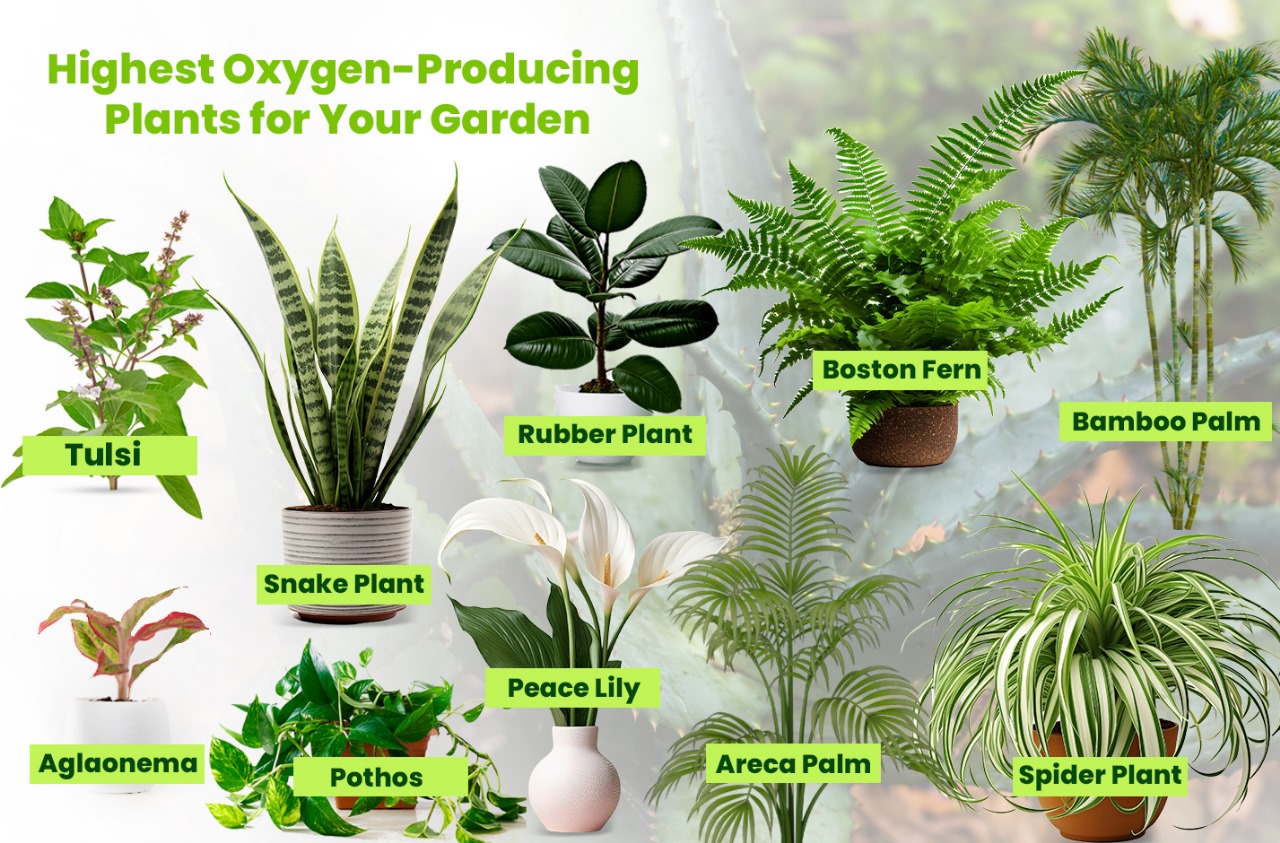 Highest Oxygen-Producing
Plants for Your Garden
Tulsi
Snake Plant
Rubber Plant
Boston Fern
Bamboo Palm
Aglaonema
Pothos
Peace Lily
Areca Palm
Spider Plant